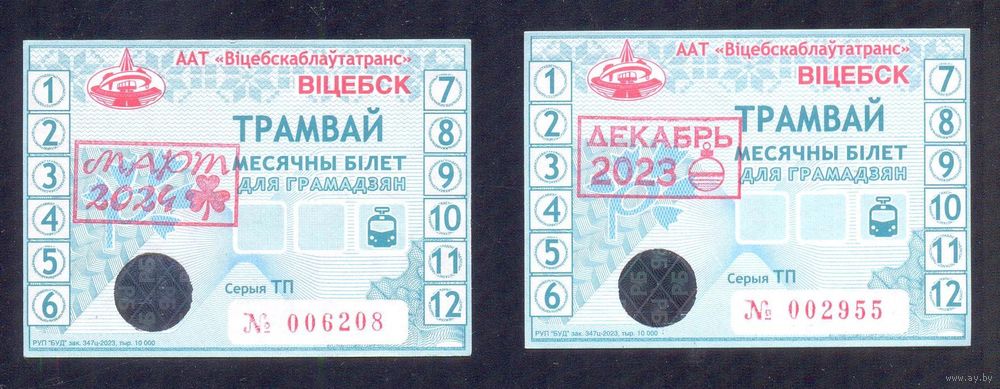 ААТ «Віцебскаблаўтатранс»
ВІЦЕБСК
1
2
3
4
5
6
7
8
9
10
11
12
ТРАМВАЙ
МЕСЯЧНЫ БІЛЕТ
ДЛЯ ГРАМАДЗЯН
МАРТ
2024
Серыя ТП
№ 006208
РУП "БУД" зак. 347ц-2023, тыр. 10 000
ААТ «Віцебскаблаўтатранс»
ВІЦЕБСК
1
2
3
4
5
6
7
8
9
10
11
12
ТРАМВАЙ
МЕСЯЧНЫ БІЛЕТ
ДЛЯ ГРАМАДЗЯН
ДЕКАБРЬ
2023
Серыя ТП
№ 002955
РУП "БУД" зак. 347ц-2023, тыр. 10 000
www.ay.by